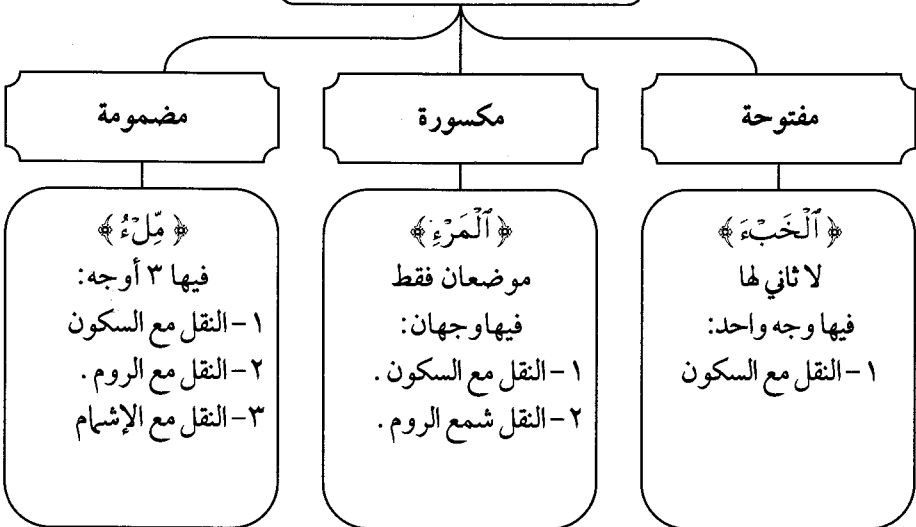 مفتوحة
﴿ٱلْخَبْءَ﴾
لا ثاني لها
فيها وجه واحد:
١- النقل مع السكون
مكسورة
﴿ٱلْمَرْءِ﴾
موضعان فقط
فيها وجهان:
١- النقل مع السكون.
٢- النقل شمع الروم.
مضمومة
﴿مِّلْءُ﴾
فيها ٣ أوجه:
١- النقل مع السكون
٢- النقل مع الروم.
٣- النقل مع الإشمام